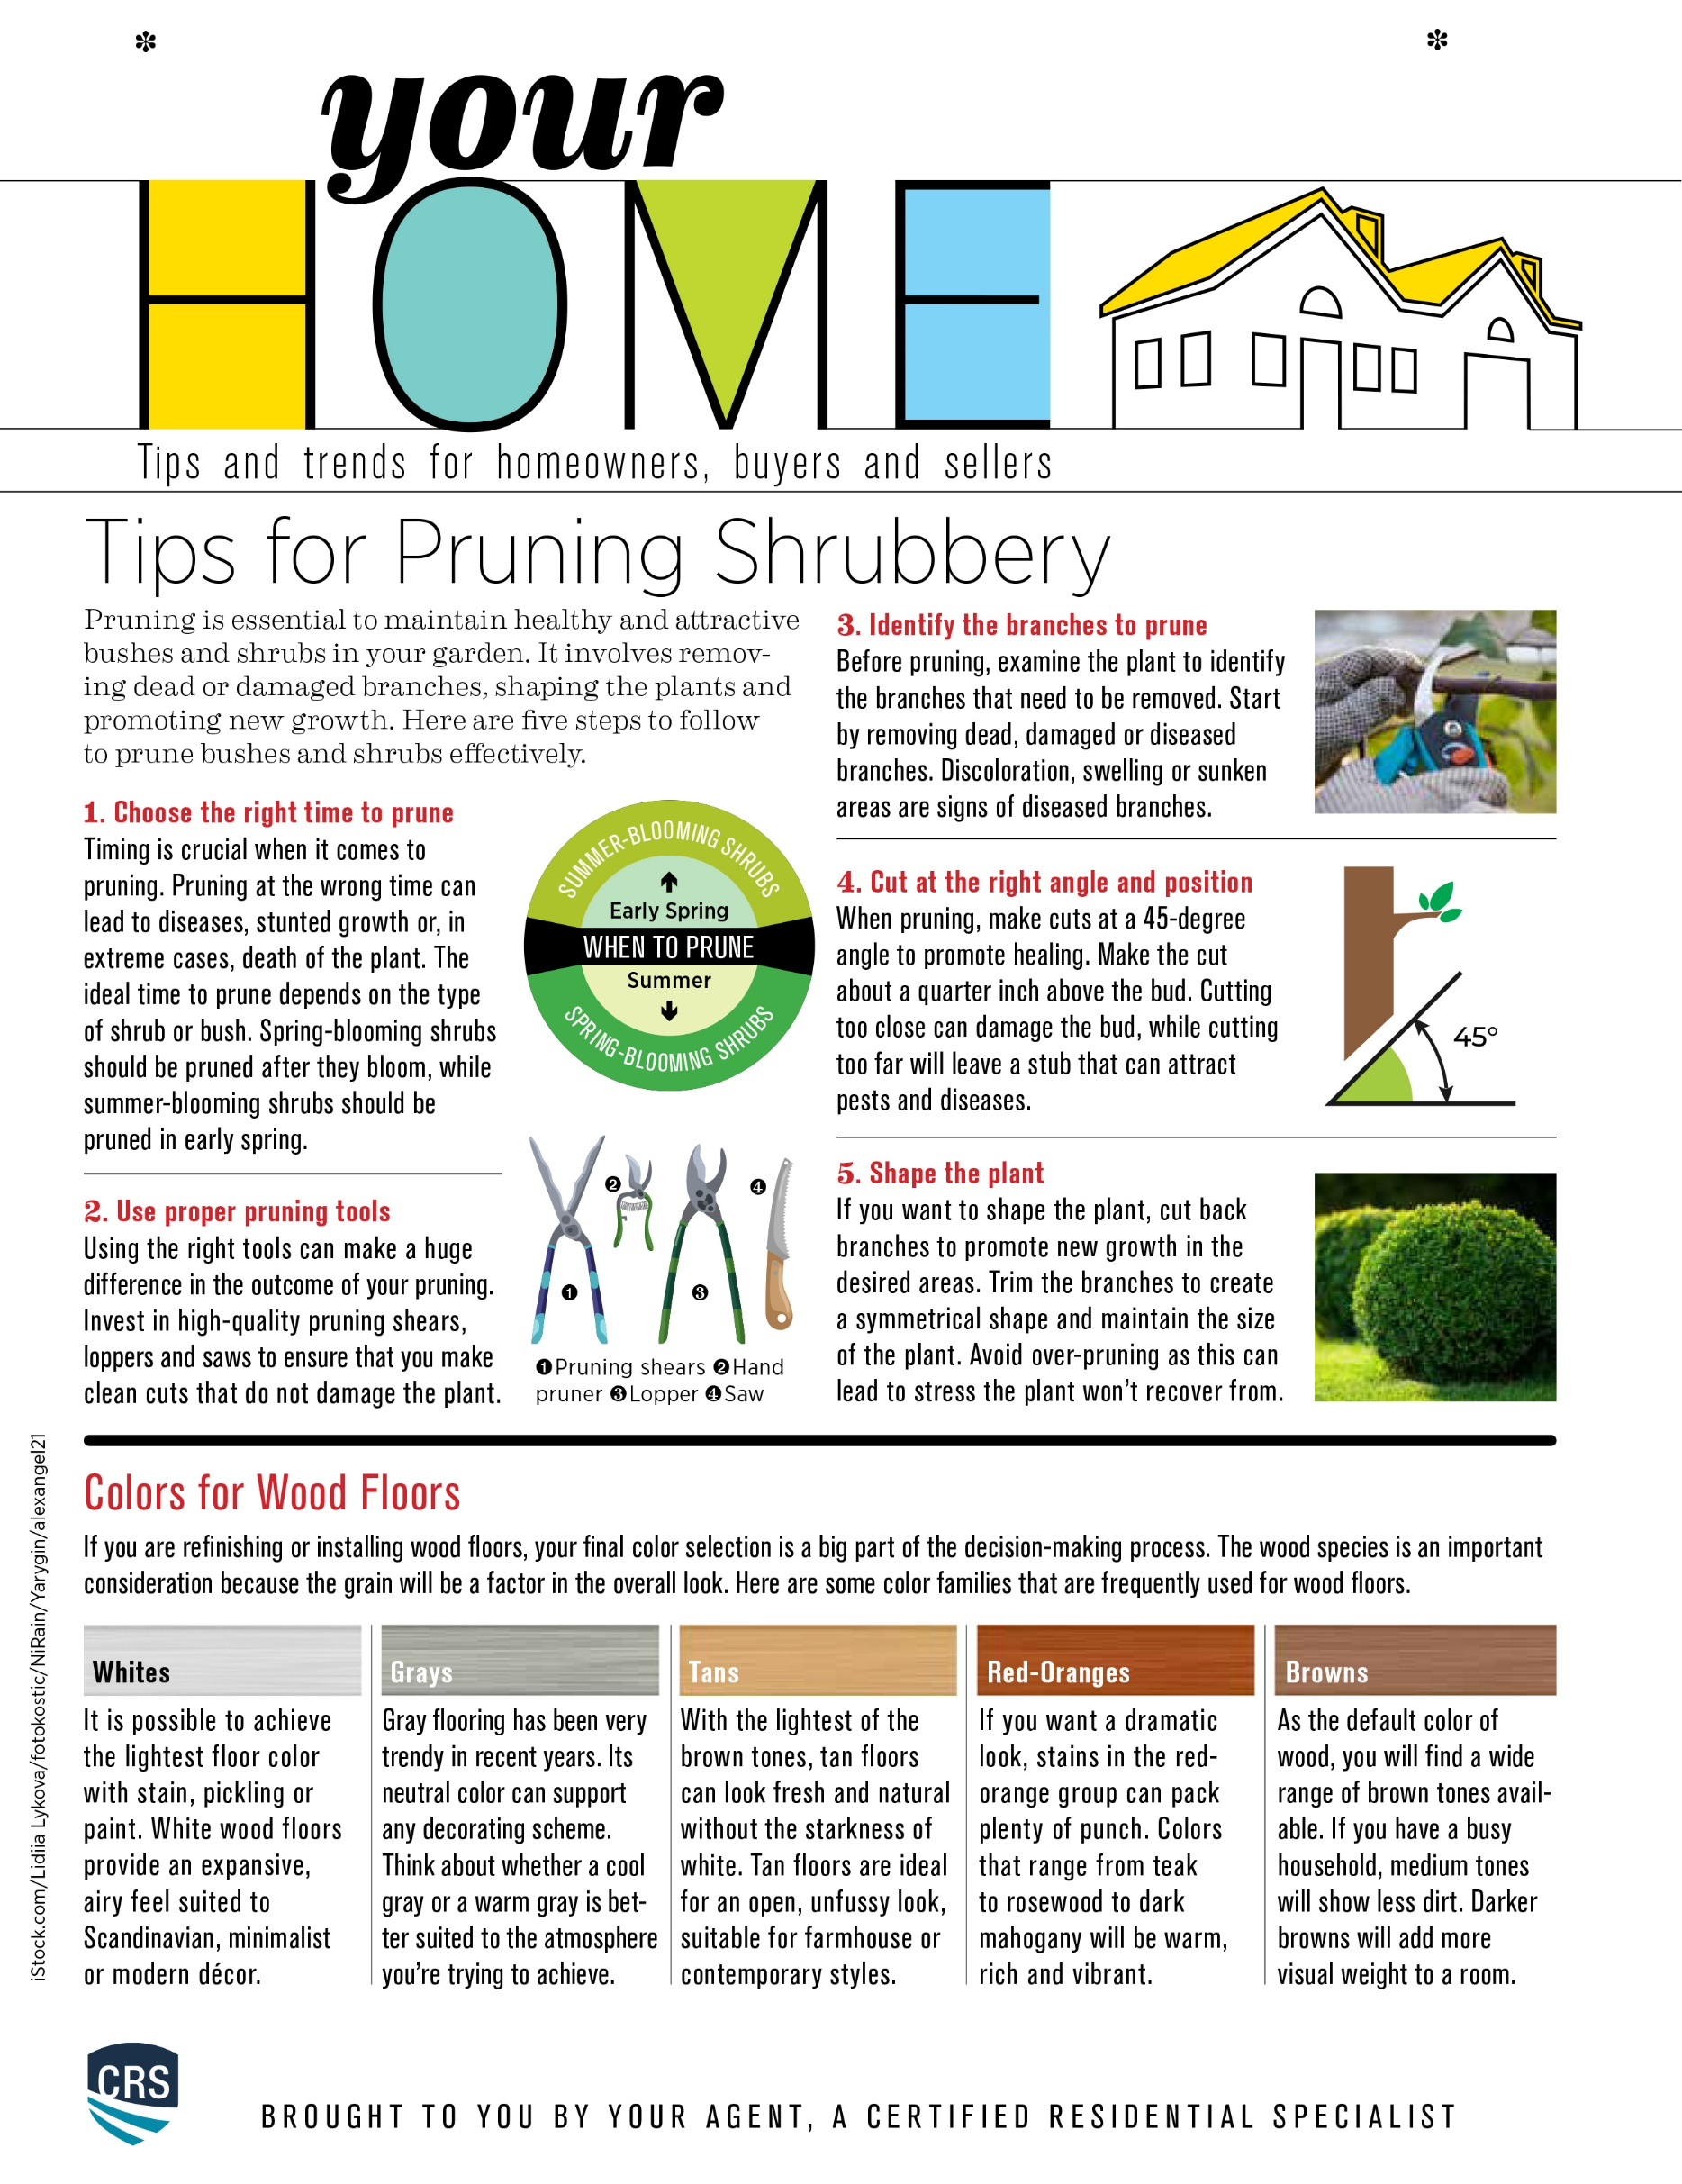 your
HOME
Tips and trends for homeowners, buyers and sellers
Tips for Pruning Shrubbery
Pruning is essential to maintain healthy and attractive
bushes and shrubs in your garden. It involves remov-
ing dead or damaged branches, shaping the plants and
promoting new growth. Here are five steps to follow
to prune bushes and shrubs effectively.
1. Choose the right time to prune
Timing is crucial when it comes to
pruning. Pruning at the wrong time can
lead to diseases, stunted growth or, in
extreme cases, death of the plant. The
ideal time to prune depends on the type
of shrub or bush. Spring-blooming shrubs
should be pruned after they bloom, while
summer-blooming shrubs should be
pruned in early spring.
SUMMER-BLOOMING SHRUBS
Early Spring
WHEN TO PRUNE
Summer
SPRING-BLOOMING SHRUBS
2. Use proper pruning tools
Using the right tools can make a huge
difference in the outcome of your pruning.
Invest in high-quality pruning shears,
loppers and saws to ensure that you make
clean cuts that do not damage the plant.
❷
❹
❶
❸
❶Pruning shears ❷Hand
pruner ❸Lopper ❹Saw
3. Identify the branches to prune
Before pruning, examine the plant to identify
the branches that need to be removed. Start
by removing dead, damaged or diseased
branches. Discoloration, swelling or sunken
areas are signs of diseased branches.
4. Cut at the right angle and position
When pruning, make cuts at a 45-degree
angle to promote healing. Make the cut
about a quarter inch above the bud. Cutting
too close can damage the bud, while cutting
too far will leave a stub that can attract
pests and diseases.
45°
5. Shape the plant
If you want to shape the plant, cut back
branches to promote new growth in the
desired areas. Trim the branches to create
a symmetrical shape and maintain the size
of the plant. Avoid over-pruning as this can
lead to stress the plant won't recover from.
iStock.com/Lidiia Lykova/fotokostic/NiRain/Yarygin/alexangel21
Colors for Wood Floors
If you are refinishing or installing wood floors, your final color selection is a big part of the decision-making process. The wood species is an important
consideration because the grain will be a factor in the overall look. Here are some color families that are frequently used for wood floors.
Whites
It is possible to achieve
the lightest floor color
with stain, pickling or
paint. White wood floors
provide an expansive,
airy feel suited to
Scandinavian, minimalist
or modern décor.
Grays
Gray flooring has been very
trendy in recent years. Its
neutral color can support
any decorating scheme.
Think about whether a cool
gray or a warm gray is bet-
ter suited to the atmosphere
you're trying to achieve.
Tans
With the lightest of the
brown tones, tan floors
can look fresh and natural
without the starkness of
white. Tan floors are ideal
for an open, unfussy look,
suitable for farmhouse or
contemporary styles.
Red-Oranges
If you want a dramatic
look, stains in the red-
orange group can pack
plenty of punch. Colors
that range from teak
to rosewood to dark
mahogany will be warm,
rich and vibrant.
Browns
As the default color of
wood, you will find a wide
range of brown tones avail-
able. If you have a busy
household, medium tones
will show less dirt. Darker
browns will add more
visual weight to a room.
CRS
BROUGHT TO YOU BY YOUR AGENT, A CERTIFIED RESIDENTIAL SPECIALIST